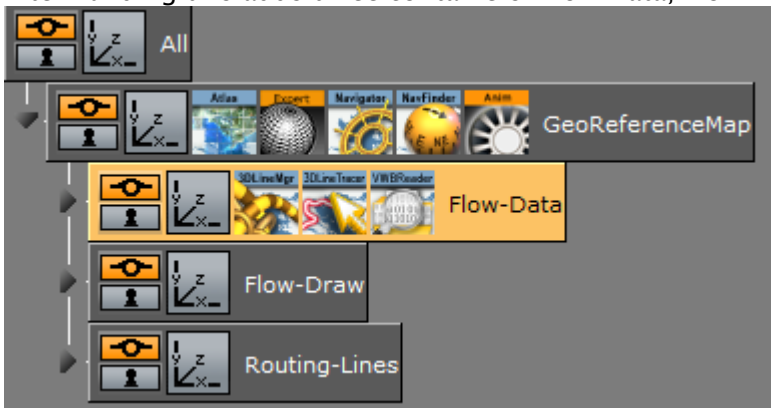 All
Atlas Expert Navigator NavFinder Anim GeoReferenceMap
3DLineMgr 3DLineTracer VWBReader Flow-Data
Flow-Draw
Routing-Lines